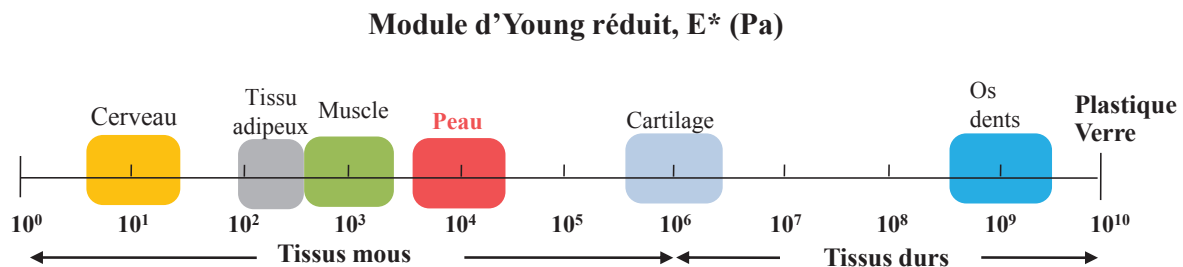 Module d’Young réduit, E* (Pa)
Cerveau
Tissu
adipeux
Muscle
Peau
Cartilage
Os
dents
Plastique
Verre
10⁰ 10¹ 10² 10³ 10⁴ 10⁵ 10⁶ 10⁷ 10⁸ 10⁹ 10¹⁰
Tissus mous
Tissus durs